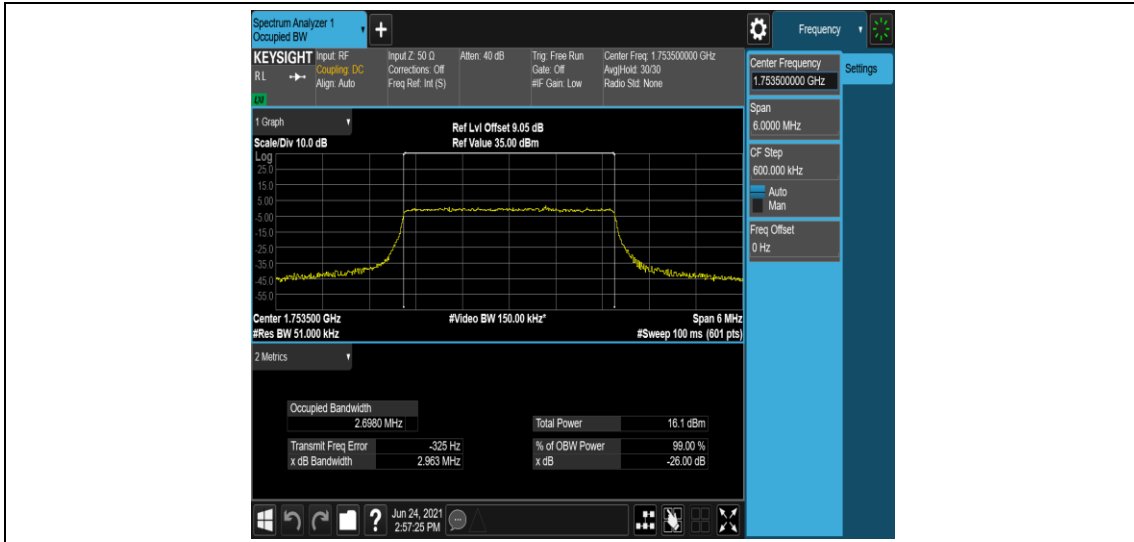 Spectrum Analyzer 1
Occupied BW
+
Frequency
KEYSIGHT
RL
Input: RF
Coupling: DC
Align: Auto
Input Z: 50 Ω
Corrections: Off
Freq Ref: Int (S)
Atten: 40 dB
Trig: Free Run
Gate: Off
#IF Gain: Low
Center Freq: 1.753500000 GHz
Avg|Hold: 30/30
Radio Std: None
Center Frequency
1.753500000 GHz
Settings
Span
6.0000 MHz
CF Step
600.000 kHz
Auto
Man
Freq Offset
0 Hz
1 Graph
Scale/Div 10.0 dB
Ref Lvl Offset 9.05 dB
Ref Value 35.00 dBm
Log
25.0
15.0
5.00
-5.00
-15.0
-25.0
-35.0
-45.0
-55.0
Center 1.753500 GHz
#Res BW 51.000 kHz
#Video BW 150.00 kHz*
Span 6 MHz
#Sweep 100 ms (601 pts)
2 Metrics
Occupied Bandwidth
2.6980 MHz
Transmit Freq Error -325 Hz
x dB Bandwidth 2.963 MHz
Total Power 16.1 dBm
% of OBW Power 99.00 %
x dB -26.00 dB
?
Jun 24, 2021
2:57:25 PM